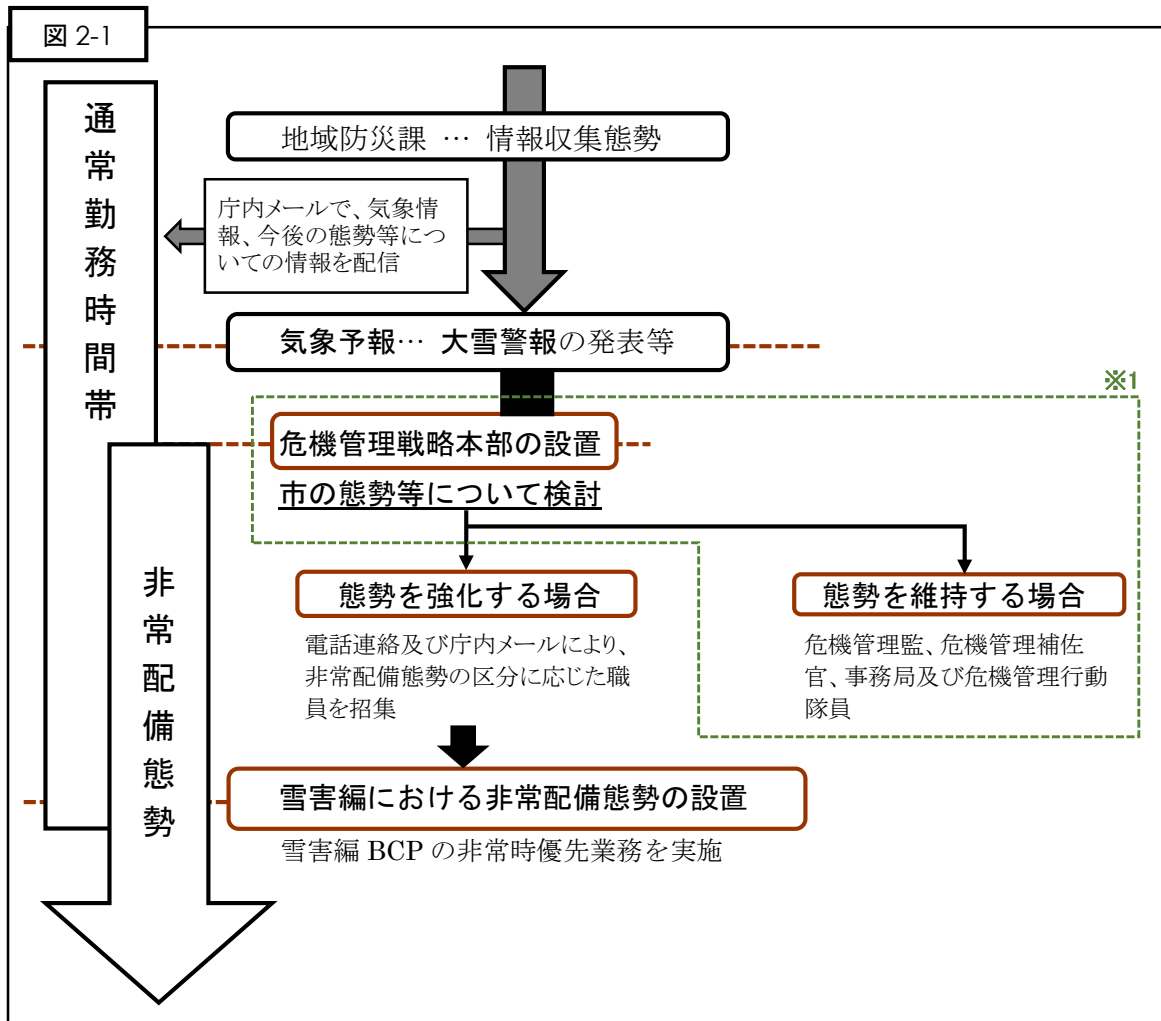 図 2-1
通常勤務時間帯
地域防災課 … 情報収集態勢
庁内メールで、気象情
報、今後の態勢等につ
いての情報を配信
気象予報… 大雪警報の発表等
※1
危機管理戦略本部の設置
市の態勢等について検討
非常配備態勢
態勢を強化する場合
電話連絡及び庁内メールにより、
非常配備態勢の区分に応じた職
員を招集
態勢を維持する場合
危機管理監、危機管理補佐
官、事務局及び危機管理行動
隊員
雪害編における非常配備態勢の設置
雪害編 BCP の非常時優先業務を実施